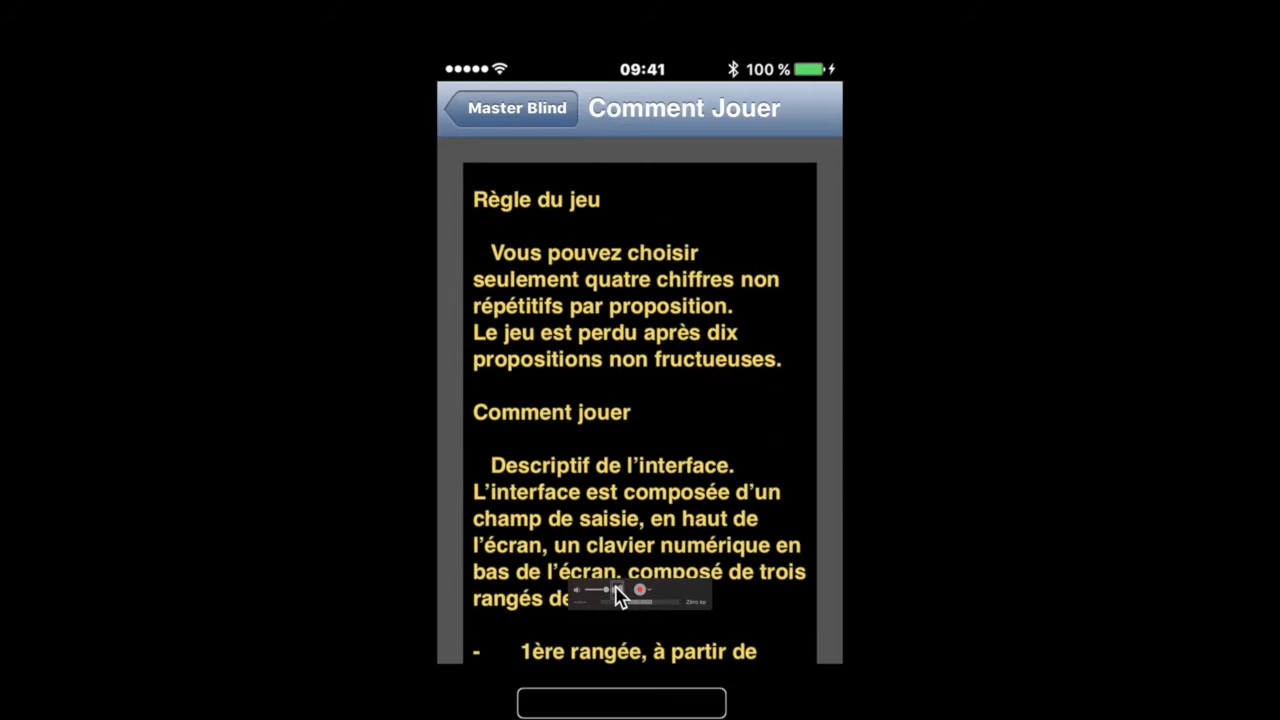 09:41
100 %
Master Blind
Comment Jouer
Règle du jeu
Vous pouvez choisir
seulement quatre chiffres non
répétitifs par proposition.
Le jeu est perdu après dix
propositions non fructueuses.
Comment jouer
Descriptif de l’interface.
L’interface est composée d’un
champ de saisie, en haut de
l’écran, un clavier numérique en
bas de l’écran, composé de trois
rangés
Zéro ko
- 1ère rangée, à partir de